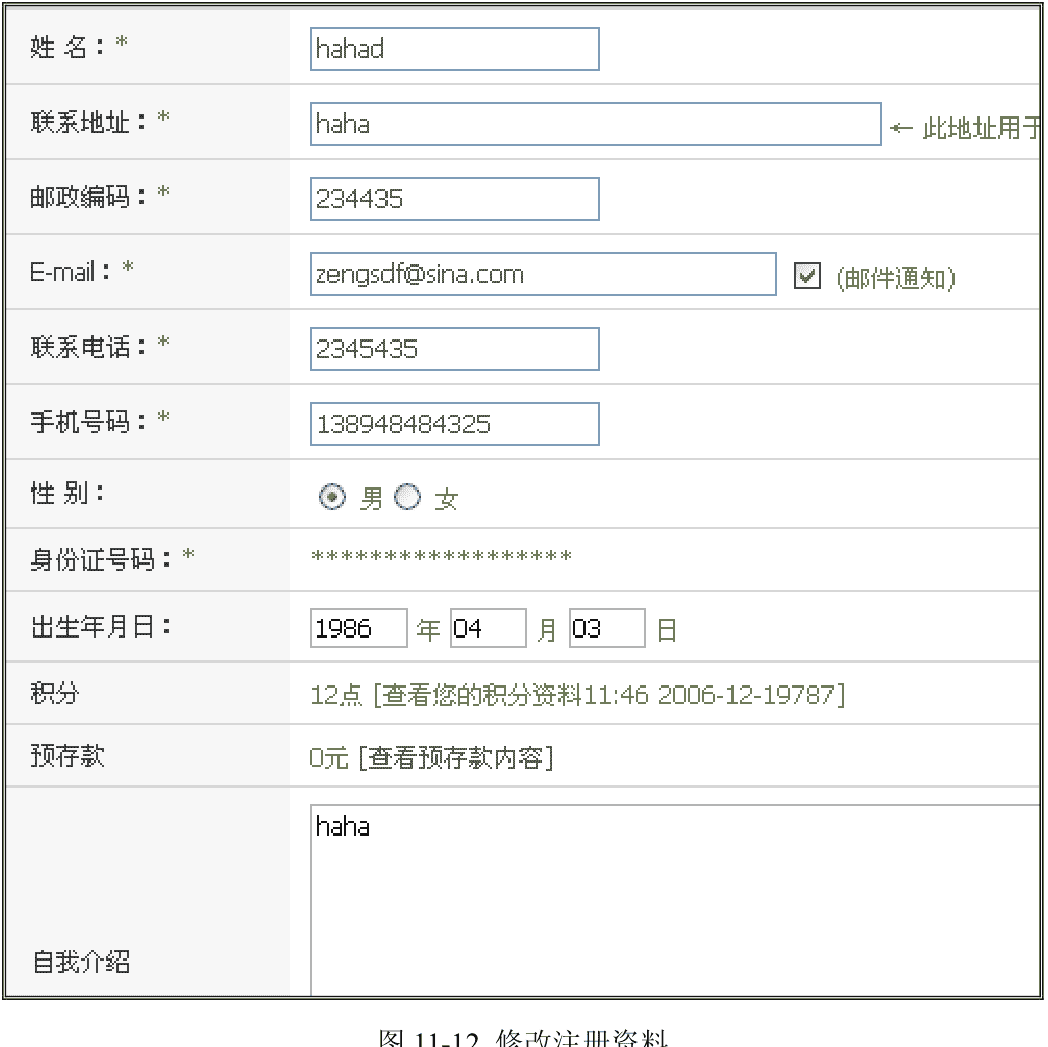 姓 名：* hahad
联系地址：* haha ← 此地址用于
邮政编码：* 234435
E-mail：* zengsdf@sina.com (邮件通知)
联系电话：* 2345435
手机号码：* 138948484325
性 别： 男 女
身份证号码：* ******************
出生年月日： 1986 年 04 月 03 日
积分 12点 [查看您的积分资料11:46 2006-12-19787]
预存款 0元 [查看预存款内容]
haha
自我介绍
图 11-12 修改注册资料